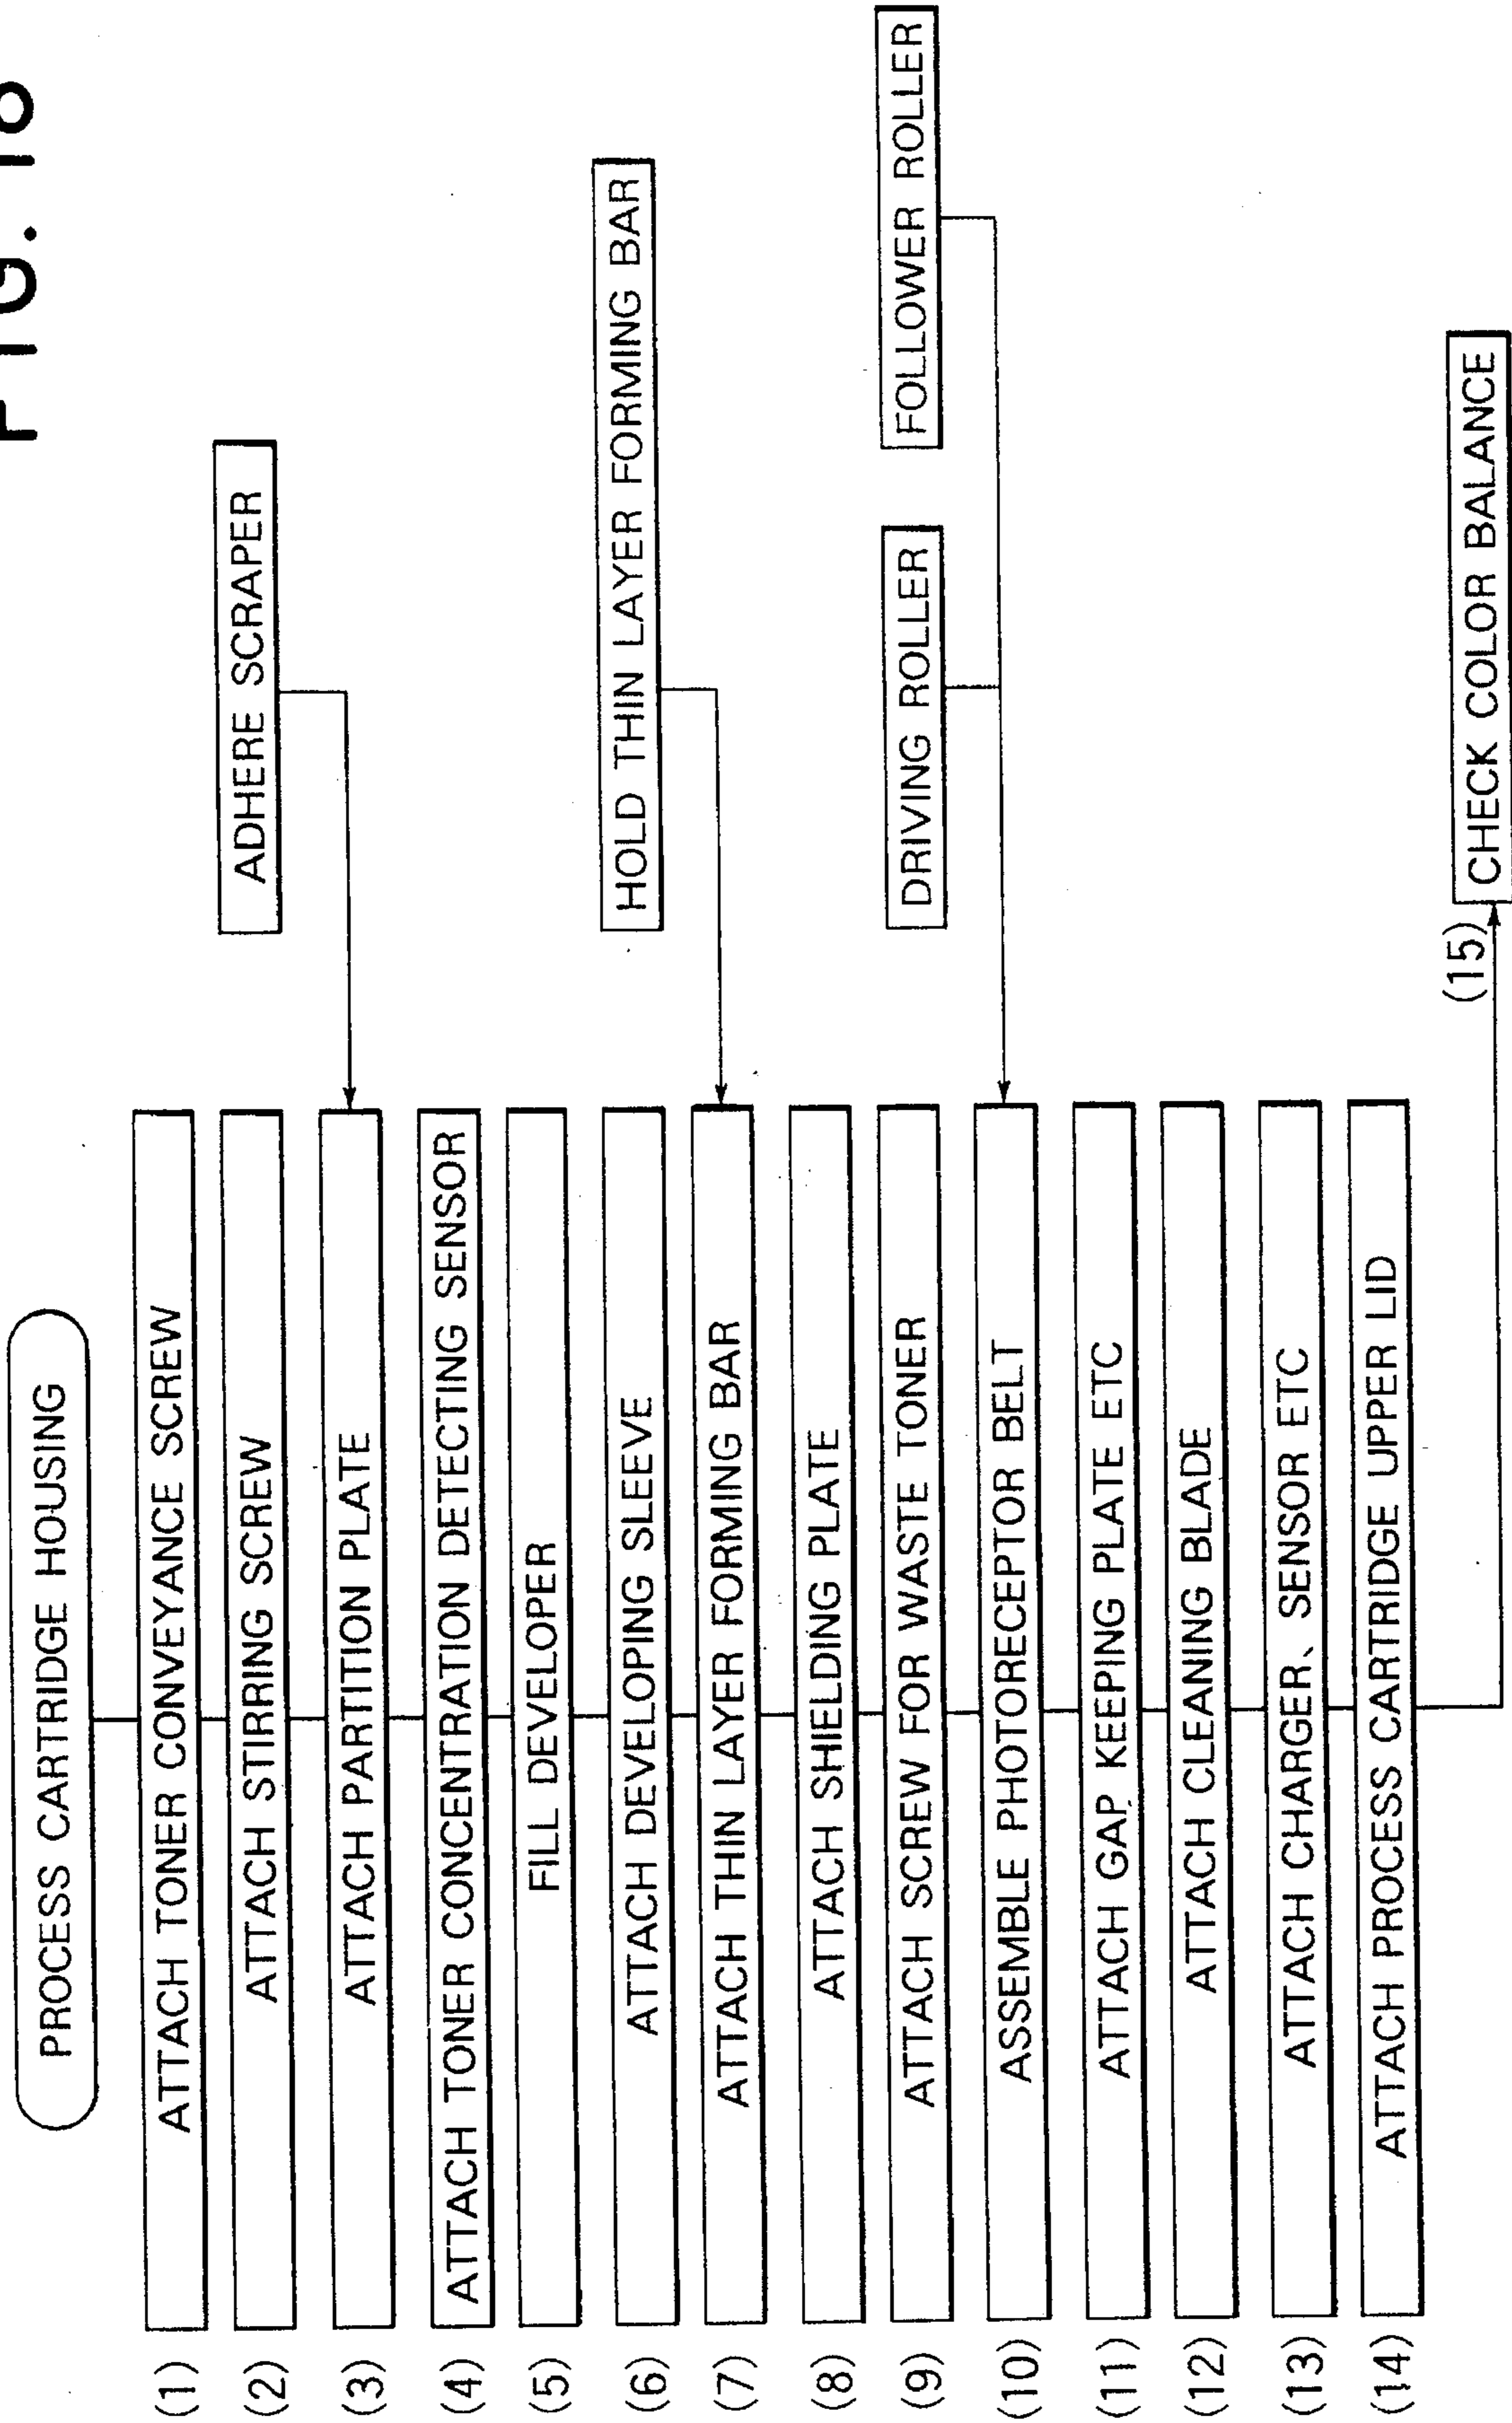 FIG. 18
PROCESS CARTRIDGE HOUSING
(1) ATTACH TONER CONVEYANCE SCREW
(2) ATTACH STIRRING SCREW
ADHERE SCRAPER
(3) ATTACH PARTITION PLATE
(4) ATTACH TONER CONCENTRATION DETECTING SENSOR
(5) FILL DEVELOPER
(6) ATTACH DEVELOPING SLEEVE
HOLD THIN LAYER FORMING BAR
(7) ATTACH THIN LAYER FORMING BAR
(8) ATTACH SHIELDING PLATE
(9) ATTACH SCREW FOR WASTE TONER
DRIVING ROLLER
FOLLOWER ROLLER
(10) ASSEMBLE PHOTORECEPTOR BELT
(11) ATTACH GAP KEEPING PLATE ETC
(12) ATTACH CLEANING BLADE
(13) ATTACH CHARGER、SENSOR ETC
(14) ATTACH PROCESS CARTRIDGE UPPER LID
(15) CHECK COLOR BALANCE